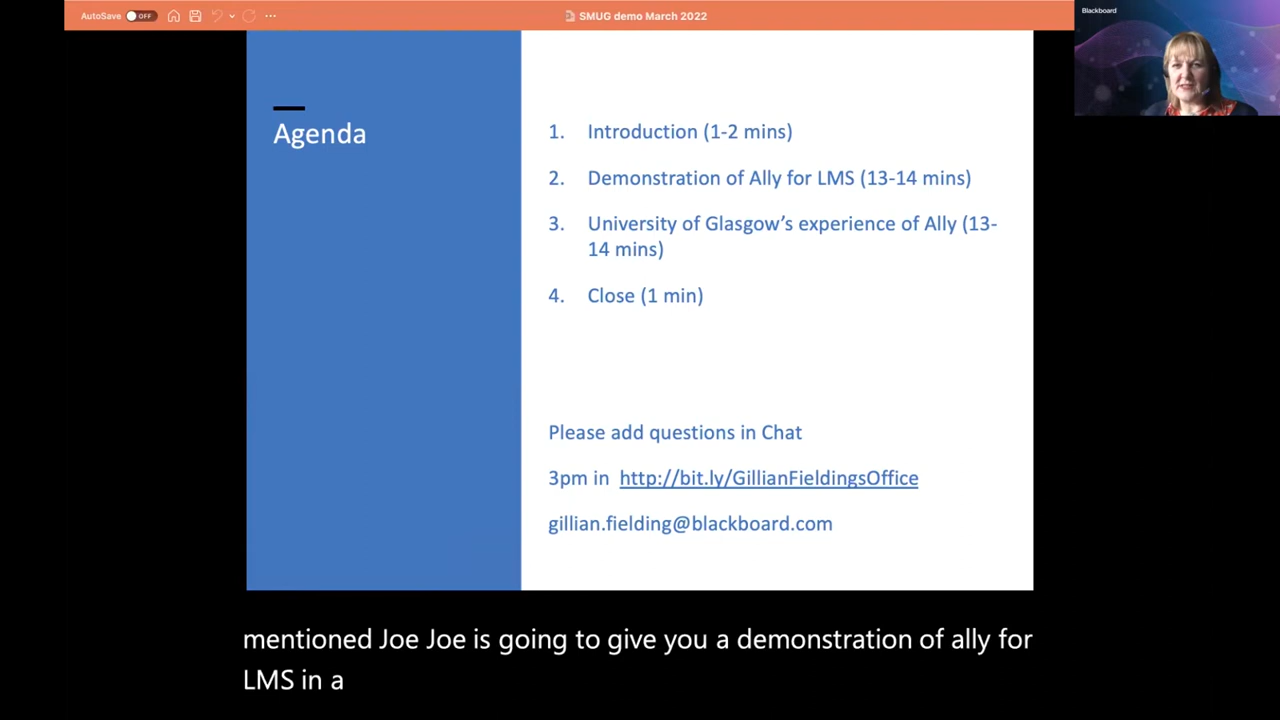 AutoSave OFF ...
SMUG demo March 2022
Blackboard
Agenda
1. Introduction (1-2 mins)
2. Demonstration of Ally for LMS (13-14 mins)
3. University of Glasgow’s experience of Ally (13-
14 mins)
4. Close (1 min)
Please add questions in Chat
3pm in http://bit.ly/GillianFieldingsOffice
gillian.fielding@blackboard.com
mentioned Joe Joe is going to give you a demonstration of ally for
LMS in a